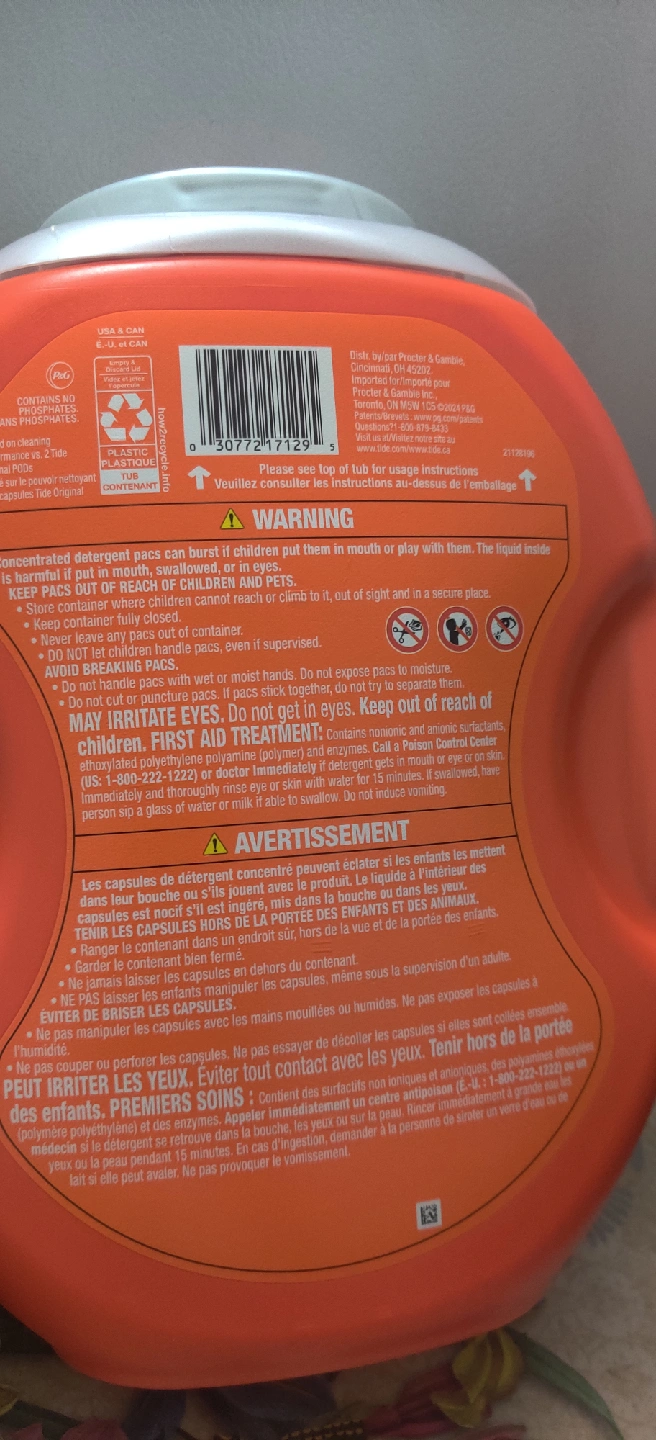 USA & CAN
É.-U. et CAN
P&G
Empty &
Discard Lid
Videz et jetez
how2recycle.info
PLASTIC
PLASTIQUE
TUB
CONTENANT
CONTAINS NO
PHOSPHATES.
ANS PHOSPHATES.
d on cleaning
rmance vs. 2 Tide
nal PODs
é sur le pouvoir nettoyant
capsules Tide Original
0 30772 17129 5
Distr. by/par Procter & Gamble,
Cincinnati, OH 45202
Imported for/Importé pour
Procter & Gamble Inc.,
Toronto, ON M5W 1C5 ©2024 P&G
Patents/Brevets: www.pg.com/patents
Questions? 1-800-879-8433
Visit us at/Visitez notre site au
www.tide.com/www.tide.ca
Please see top of tub for usage instructions
Veuillez consulter les instructions au-dessus de l'emballage
WARNING
Concentrated detergent pacs can burst if children put them in mouth or play with them. The liquid inside
is harmful if put in mouth, swallowed, or in eyes.
KEEP PACS OUT OF REACH OF CHILDREN AND PETS.
• Store container where children cannot reach or climb to it, out of sight and in a secure place.
• Keep container fully closed.
• Never leave any pacs out of container.
• DO NOT let children handle pacs, even if supervised.
AVOID BREAKING PACS.
• Do not handle pacs with wet or moist hands. Do not expose pacs to moisture.
• Do not cut or puncture pacs. If pacs stick together, do not try to separate them.
MAY IRRITATE EYES. Do not get in eyes. Keep out of reach of
children. FIRST AID TREATMENT: Contains nonionic and anionic surfactants,
ethoxylated polyethylene polyamine (polymer) and enzymes. Call a Poison Control Center
(US: 1-800-222-1222) or doctor immediately if detergent gets in mouth or eye or on skin.
Immediately and thoroughly rinse eye or skin with water for 15 minutes. If swallowed, have
person sip a glass of water or milk if able to swallow. Do not induce vomiting.
AVERTISSEMENT
Les capsules de détergent concentré peuvent éclater si les enfants les mettent
dans leur bouche ou s'ils jouent avec le produit. Le liquide à l'intérieur des
capsules est nocif s'il est ingéré, mis dans la bouche ou dans les yeux.
TENIR LES CAPSULES HORS DE LA PORTÉE DES ENFANTS ET DES ANIMAUX.
• Ranger le contenant dans un endroit sûr, hors de la vue et de la portée des enfants.
• Garder le contenant bien fermé.
• Ne jamais laisser les capsules en dehors du contenant.
• NE PAS laisser les enfants manipuler les capsules, même sous la supervision d'un adulte.
ÉVITER DE BRISER LES CAPSULES.
• Ne pas manipuler les capsules avec les mains mouillées ou humides. Ne pas exposer les capsules à
l'humidité.
• Ne pas couper ou perforer les capsules. Ne pas essayer de décoller les capsules si elles sont collées ensemble.
PEUT IRRITER LES YEUX. Éviter tout contact avec les yeux. Tenir hors de la portée
des enfants. PREMIERS SOINS : Contient des surfactifs non ioniques et anioniques, des polyamines éthoxylées
(polymère polyéthylène) et des enzymes. Appeler immédiatement un centre antipoison (É.-U. : 1-800-222-1222) ou un
médecin si le détergent se retrouve dans la bouche, les yeux ou sur la peau. Rincer immédiatement à grande eau les
yeux ou la peau pendant 15 minutes. En cas d'ingestion, demander à la personne de siroter un verre d'eau ou de
lait si elle peut avaler. Ne pas provoquer le vomissement.